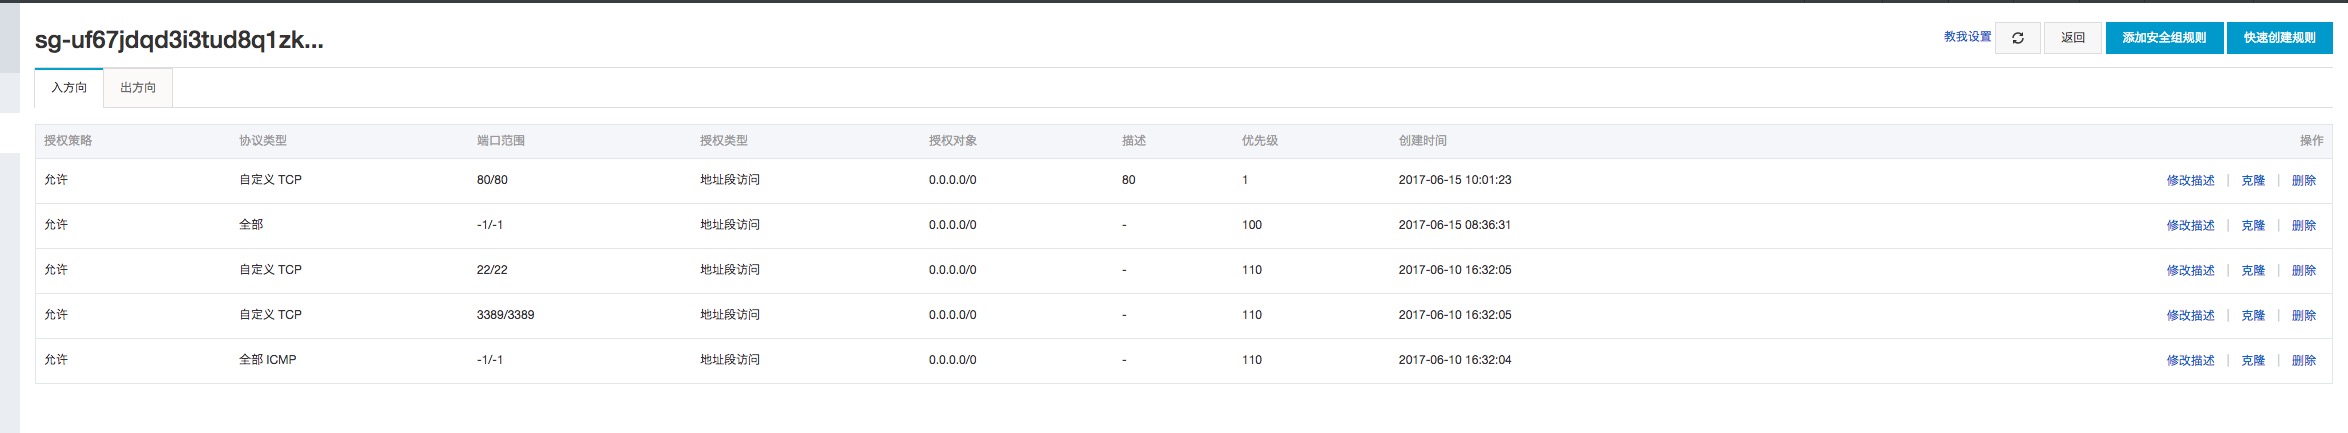 sg-uf67jdqd3i3tud8q1zk... 教我设置 返回 添加安全组规则 快速创建规则
入方向 出方向
授权策略 协议类型 端口范围 授权类型 授权对象 描述 优先级 创建时间 操作
允许 自定义 TCP 80/80 地址段访问 0.0.0.0/0 80 1 2017-06-15 10:01:23 修改描述 | 克隆 | 删除
允许 全部 -1/-1 地址段访问 0.0.0.0/0 - 100 2017-06-15 08:36:31 修改描述 | 克隆 | 删除
允许 自定义 TCP 22/22 地址段访问 0.0.0.0/0 - 110 2017-06-10 16:32:05 修改描述 | 克隆 | 删除
允许 自定义 TCP 3389/3389 地址段访问 0.0.0.0/0 - 110 2017-06-10 16:32:05 修改描述 | 克隆 | 删除
允许 全部 ICMP -1/-1 地址段访问 0.0.0.0/0 - 110 2017-06-10 16:32:04 修改描述 | 克隆 | 删除